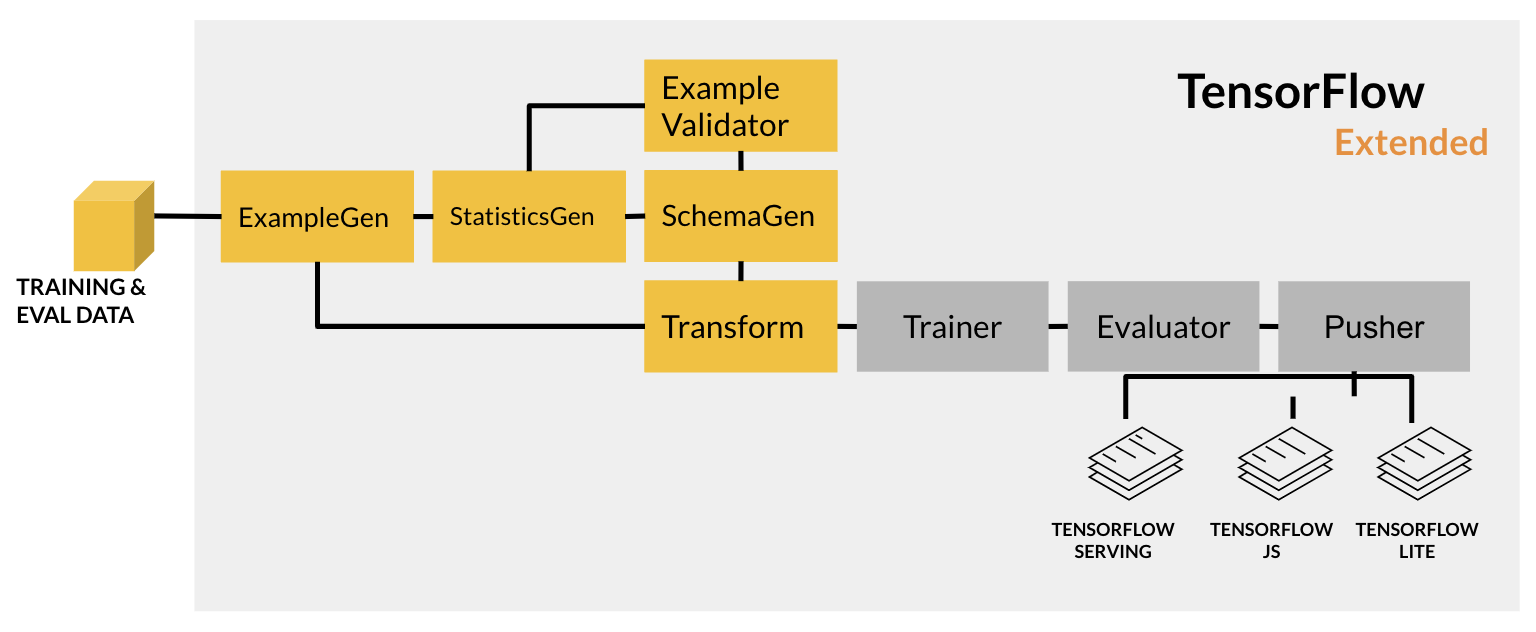 TensorFlow
Extended
Example
Validator
ExampleGen
StatisticsGen
SchemaGen
TRAINING &
EVAL DATA
Transform
Trainer
Evaluator
Pusher
TENSORFLOW
SERVING
TENSORFLOW
JS
TENSORFLOW
LITE